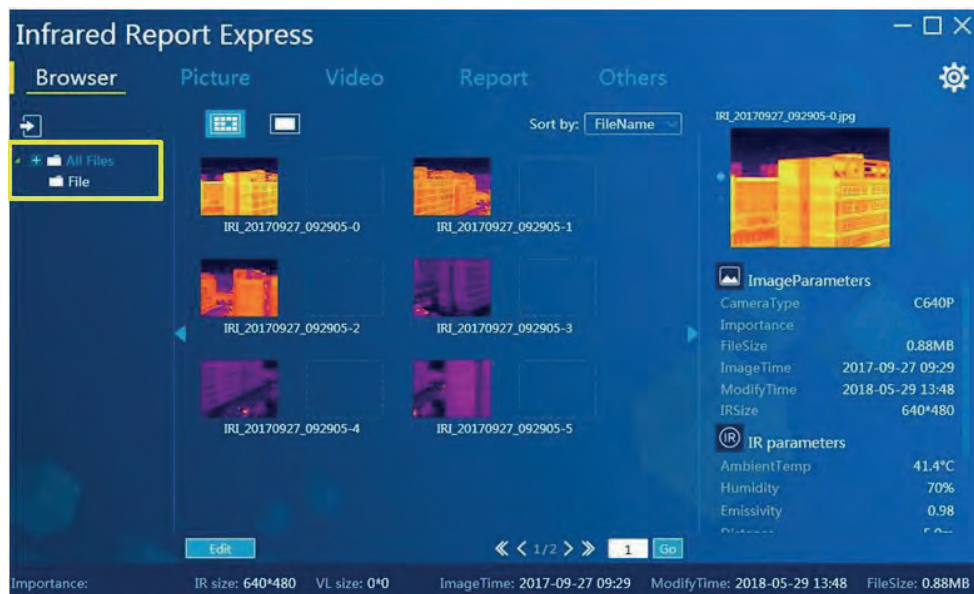 Infrared Report Express
Browser Picture Video Report Others
Sort by: FileName
All Files
File
IRI_20170927_092905-0 IRI_20170927_092905-1
IRI_20170927_092905-2 IRI_20170927_092905-3
IRI_20170927_092905-4 IRI_20170927_092905-5
Edit
1/2 1 Go
IRI_20170927_092905-0.jpg
ImageParameters
CameraType C640P
Importance
FileSize 0.88MB
ImageTime 2017-09-27 09:29
ModifyTime 2018-05-29 13:48
IRSize 640*480
IR IR parameters
AmbientTemp 41.4°C
Humidity 70%
Emissivity 0.98
Importance: IR size: 640*480 VL size: 0*0 ImageTime: 2017-09-27 09:29 ModifyTime: 2018-05-29 13:48 FileSize: 0.88MB